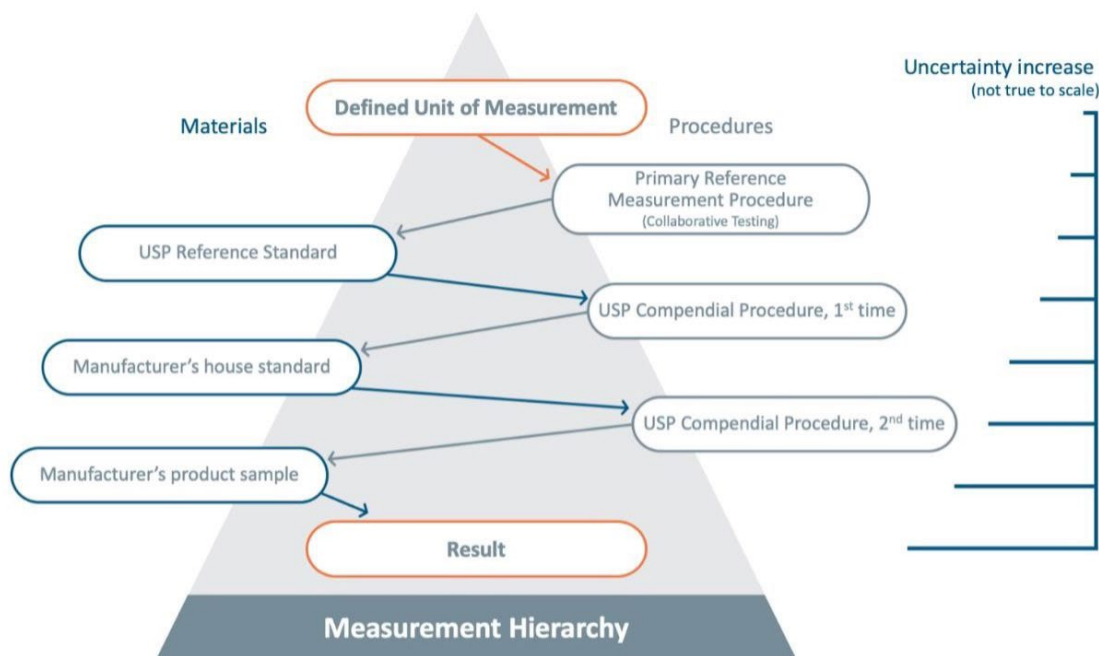 Uncertainty increase
(not true to scale)
Defined Unit of Measurement
Materials
Procedures
Primary Reference
Measurement Procedure
(Collaborative Testing)
USP Reference Standard
USP Compendial Procedure, 1st time
Manufacturer’s house standard
USP Compendial Procedure, 2nd time
Manufacturer’s product sample
Result
Measurement Hierarchy